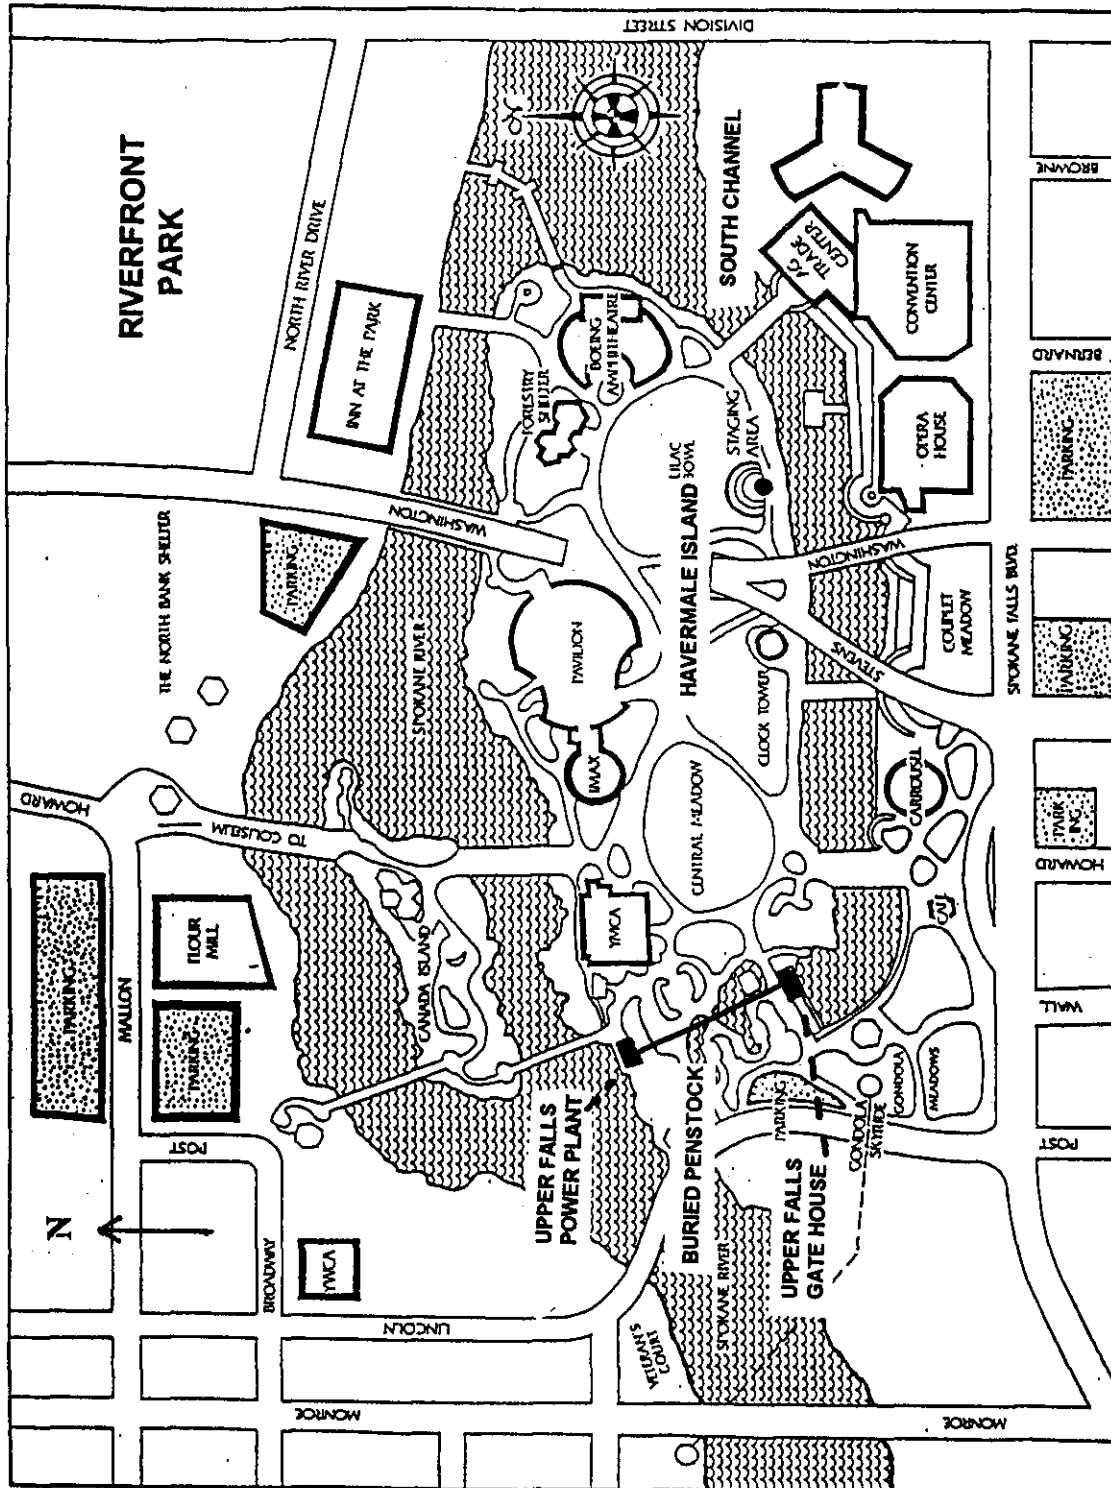 RIVERFRONT
PARK
N
HOWARD
MALLON
PARKING
FLOUR
MILL
PARKING
POST
BROADWAY
YWCA
LINCOLN
MONROE
THE NORTH BANK SHELTER
PARKING
TO COLISEUM
SPOKANE RIVER
CANADA ISLAND
WASHINGTON
NORTH RIVER DRIVE
INN AT THE PARK
DIVISION STREET
FORESTRY
SHELTER
BOEING
AMPHITHEATRE
PAVILION
IMAX
YMCA
HAVERMALE ISLAND
LILAC
BOWL
STAGING
AREA
CENTRAL MEADOW
CLOCK TOWER
SOUTH CHANNEL
AG
TRADE
CENTER
CONVENTION
CENTER
OPERA
HOUSE
WASHINGTON
STEVENS
COUPLET
MEADOW
CARROUSEL
UPPER FALLS
POWER PLANT
BURIED PENSTOCK
UPPER FALLS
GATE HOUSE
PARKING
GONDOLA
SKYRIDE
GONDOLA
MEADOWS
VETERAN'S
COURT
SPOKANE RIVER
MONROE
SPOKANE FALLS BLVD.
POST
WALL
HOWARD
PARK
ING
PARKING
PARKING
BERNARD
BROWNE